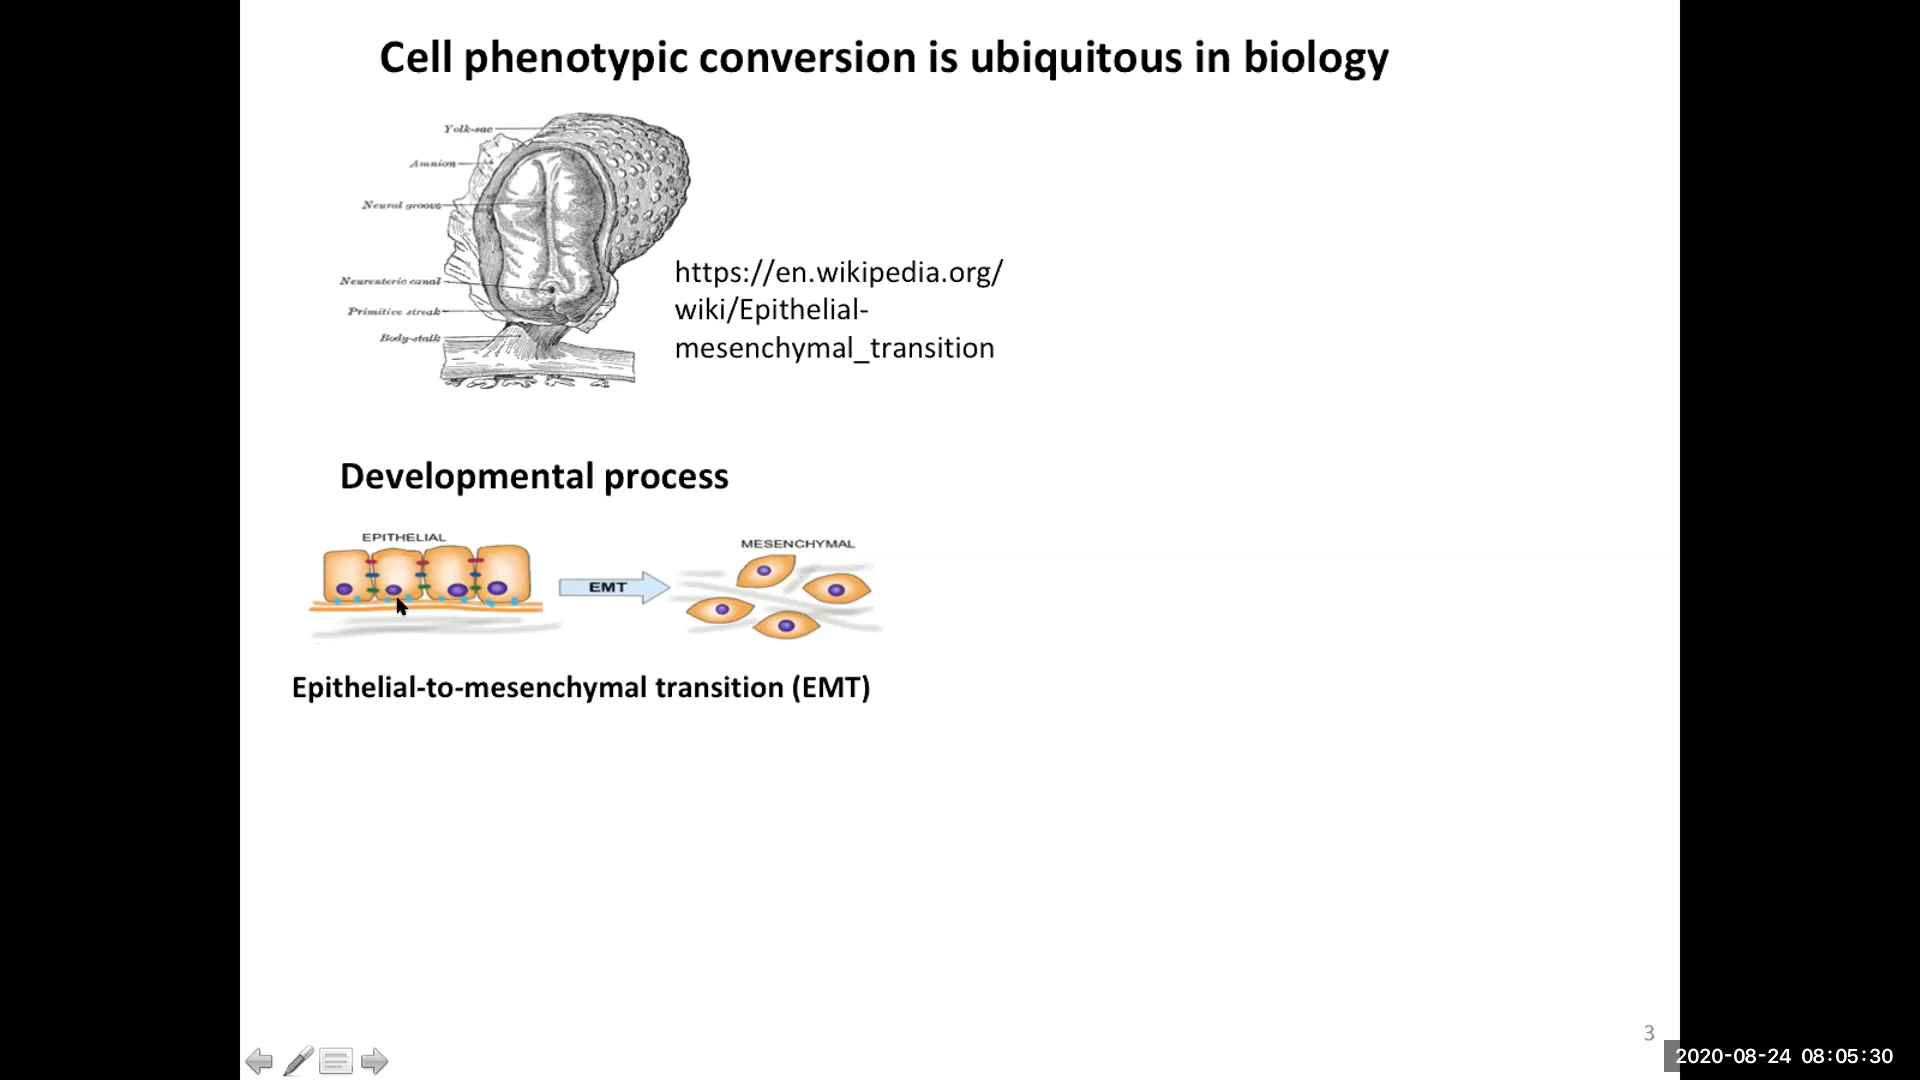 Cell phenotypic conversion is ubiquitous in biology
Yolk-sac
Amnion
Neural groove
Neurenteric canal
Primitive streak
Body-stalk
https://en.wikipedia.org/
wiki/Epithelial-
mesenchymal_transition
Developmental process
EPITHELIAL
MESENCHYMAL
EMT
Epithelial-to-mesenchymal transition (EMT)
3
2020-08-24 08:05:30